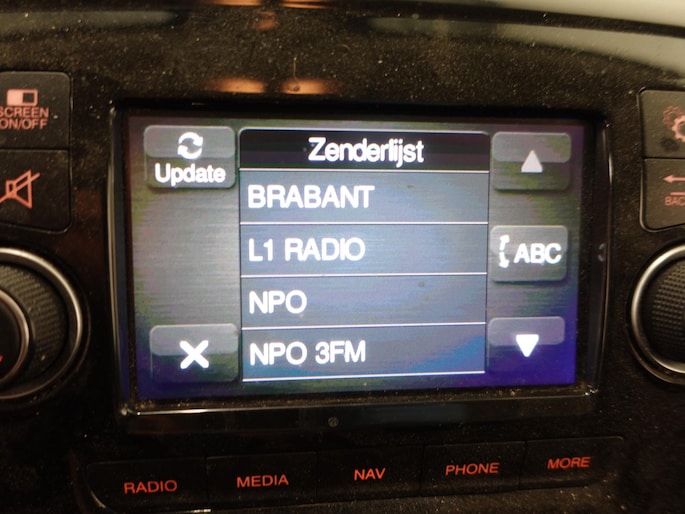 SCREEN
ON/OFF
Zenderlijst
Update
BRABANT
L1 RADIO
ABC
NPO
NPO 3FM
RADIO
MEDIA
NAV
PHONE
MORE